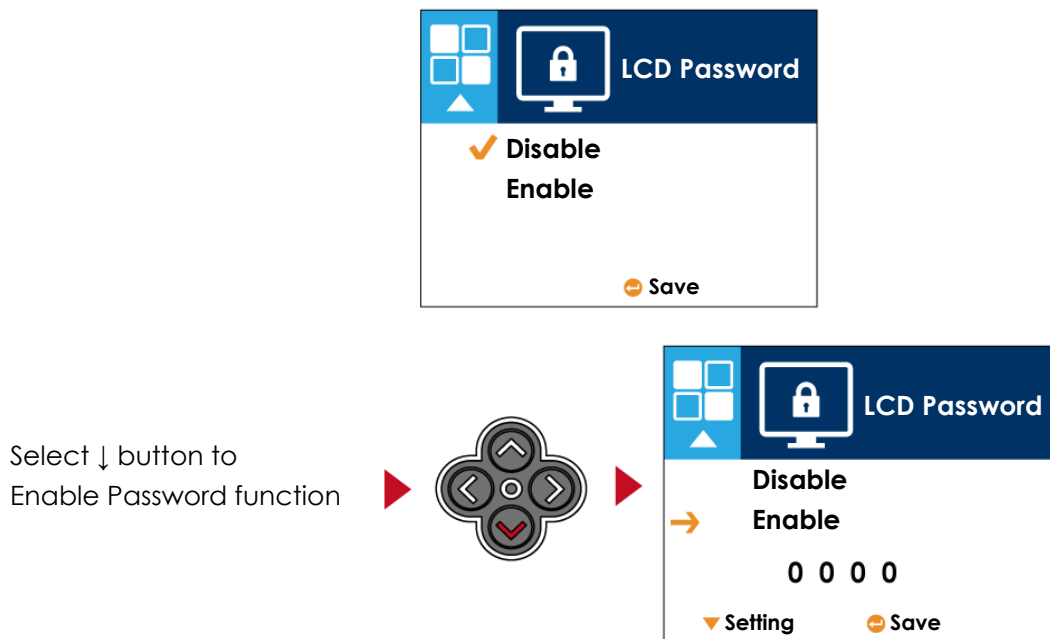 LCD Password
Disable
Enable
Save
Select ↓ button to
Enable Password function
LCD Password
Disable
Enable
0 0 0 0
Setting Save